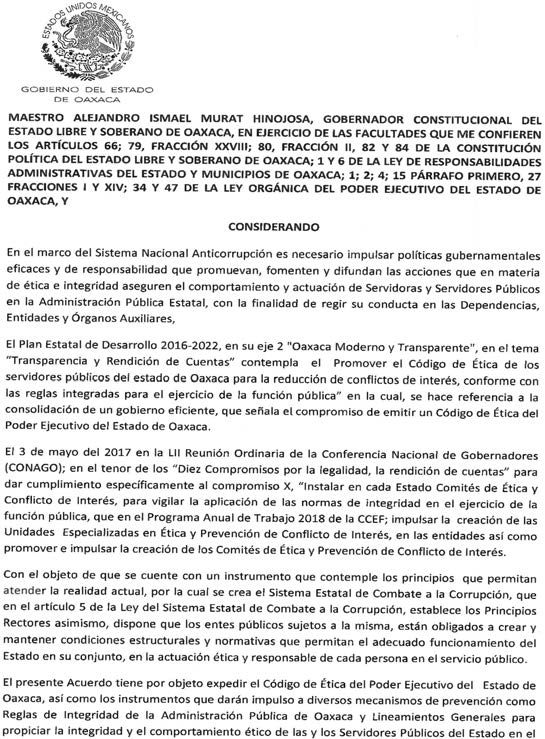 ESTADOS UNIDOS MEXICANOS
GOBIERNO DEL ESTADO
DE OAXACA
MAESTRO ALEJANDRO ISMAEL MURAT HINOJOSA, GOBERNADOR CONSTITUCIONAL DEL
ESTADO LIBRE Y SOBERANO DE OAXACA, EN EJERCICIO DE LAS FACULTADES QUE ME CONFIEREN
LOS ARTÍCULOS 66; 79, FRACCIÓN XXVIII; 80, FRACCIÓN II, 82 Y 84 DE LA CONSTITUCIÓN
POLÍTICA DEL ESTADO LIBRE Y SOBERANO DE OAXACA; 1 Y 6 DE LA LEY DE RESPONSABILIDADES
ADMINISTRATIVAS DEL ESTADO Y MUNICIPIOS DE OAXACA; 1; 2; 4; 15 PÁRRAFO PRIMERO, 27
FRACCIONES I Y XIV; 34 Y 47 DE LA LEY ORGÁNICA DEL PODER EJECUTIVO DEL ESTADO DE
OAXACA, Y
CONSIDERANDO
En el marco del Sistema Nacional Anticorrupción es necesario impulsar políticas gubernamentales
eficaces y de responsabilidad que promuevan, fomenten y difundan las acciones que en materia
de ética e integridad aseguren el comportamiento y actuación de Servidoras y Servidores Públicos
en la Administración Pública Estatal, con la finalidad de regir su conducta en las Dependencias,
Entidades y Órganos Auxiliares,
El Plan Estatal de Desarrollo 2016-2022, en su eje 2 "Oaxaca Moderno y Transparente", en el tema
"Transparencia y Rendición de Cuentas" contempla el Promover el Código de Ética de los
servidores públicos del estado de Oaxaca para la reducción de conflictos de interés, conforme con
las reglas integradas para el ejercicio de la función pública" en la cual, se hace referencia a la
consolidación de un gobierno eficiente, que señala el compromiso de emitir un Código de Ética del
Poder Ejecutivo del Estado de Oaxaca.
El 3 de mayo del 2017 en la LII Reunión Ordinaria de la Conferencia Nacional de Gobernadores
(CONAGO); en el tenor de los "Diez Compromisos por la legalidad, la rendición de cuentas" para
dar cumplimiento específicamente al compromiso X, "Instalar en cada Estado Comités de Ética y
Conflicto de Interés, para vigilar la aplicación de las normas de integridad en el ejercicio de la
función pública, que en el Programa Anual de Trabajo 2018 de la CCEF; impulsar la creación de las
Unidades Especializadas en Ética y Prevención de Conflicto de Interés, en las entidades así como
promover e impulsar la creación de los Comités de Ética y Prevención de Conflicto de Interés.
Con el objeto de que se cuente con un instrumento que contemple los principios que permitan
atender la realidad actual, por la cual se crea el Sistema Estatal de Combate a la Corrupción, que
en el artículo 5 de la Ley del Sistema Estatal de Combate a la Corrupción, establece los Principios
Rectores asimismo, dispone que los entes públicos sujetos a la misma, están obligados a crear y
mantener condiciones estructurales y normativas que permitan el adecuado funcionamiento del
Estado en su conjunto, en la actuación ética y responsable de cada persona en el servicio público.
El presente Acuerdo tiene por objeto expedir el Código de Ética del Poder Ejecutivo del Estado de
Oaxaca, así como los instrumentos que darán impulso a diversos mecanismos de prevención como
Reglas de Integridad de la Administración Pública de Oaxaca y Lineamientos Generales para
propiciar la integridad y el comportamiento ético de las y los Servidores Públicos del Estado en el